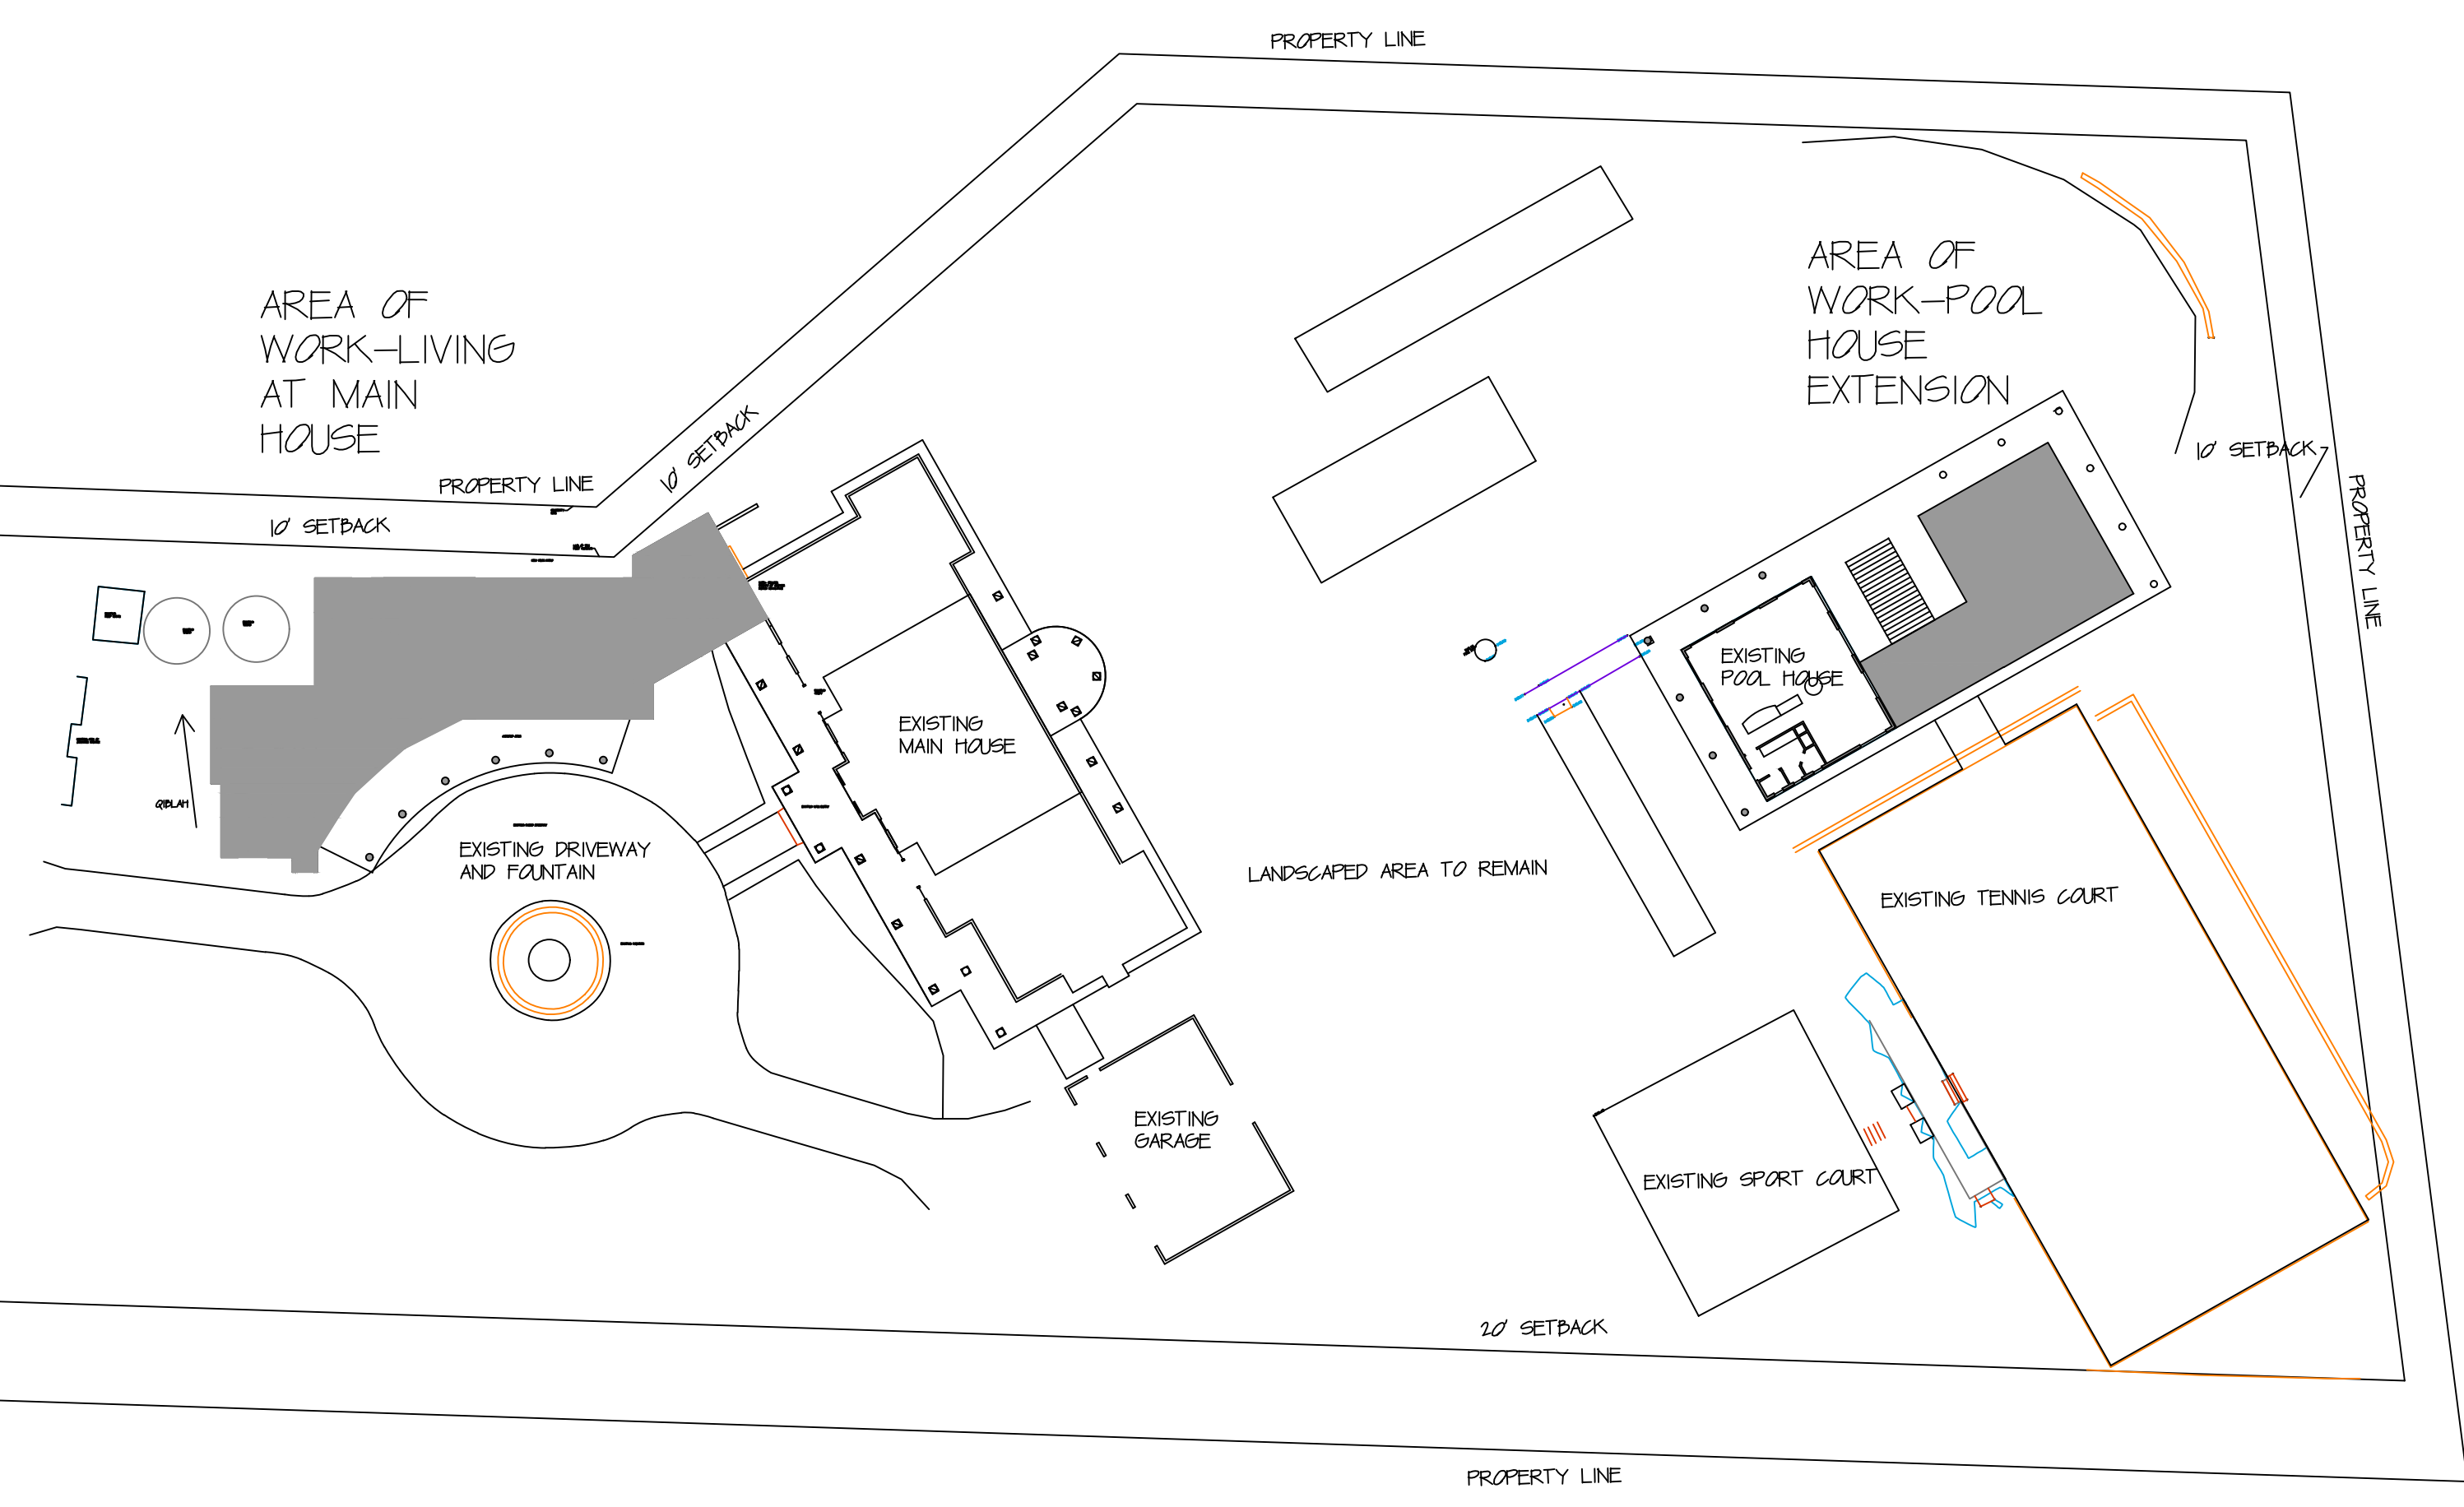 PROPERTY LINE
AREA OF
WORK-POOL
HOUSE
EXTENSION
AREA OF
WORK-LIVING
AT MAIN
HOUSE
10' SETBACK
10' SETBACK
PROPERTY LINE
PROPERTY LINE
10' SETBACK
EXISTING
POOL HOUSE
EXISTING
MAIN HOUSE
QIBLAH
EXISTING DRIVEWAY
AND FOUNTAIN
LANDSCAPED AREA TO REMAIN
EXISTING TENNIS COURT
EXISTING
GARAGE
EXISTING SPORT COURT
20' SETBACK
PROPERTY LINE